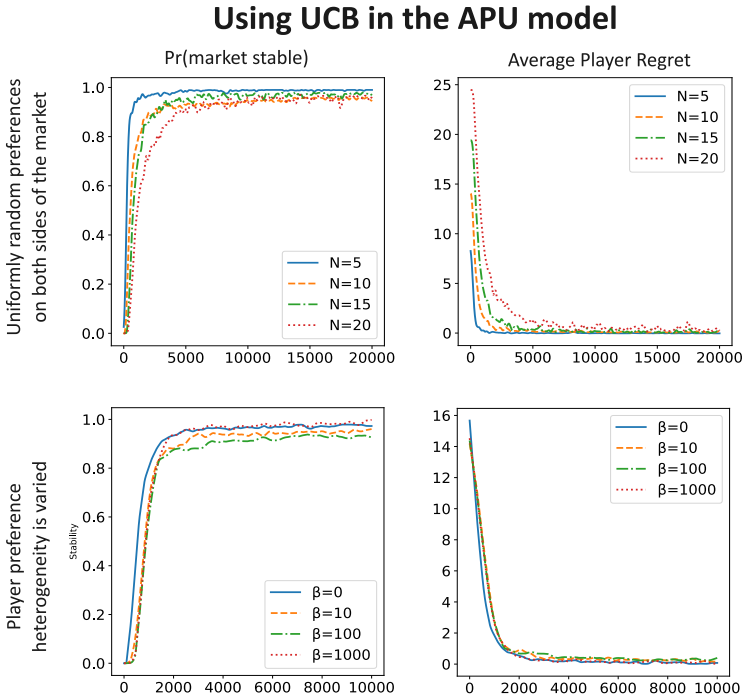 Using UCB in the APU model
Pr(market stable)
Average Player Regret
Uniformly random preferences
on both sides of the market
1.0
0.8
0.6
0.4
0.2
0.0
0
5000
10000
15000
20000
N=5
N=10
N=15
N=20
25
20
15
10
5
0
0
5000
10000
15000
20000
N=5
N=10
N=15
N=20
Player preference
heterogeneity is varied
Stability
1.0
0.8
0.6
0.4
0.2
0.0
0
2000
4000
6000
8000
10000
β=0
β=10
β=100
β=1000
16
14
12
10
8
6
4
2
0
0
2000
4000
6000
8000
10000
β=0
β=10
β=100
β=1000